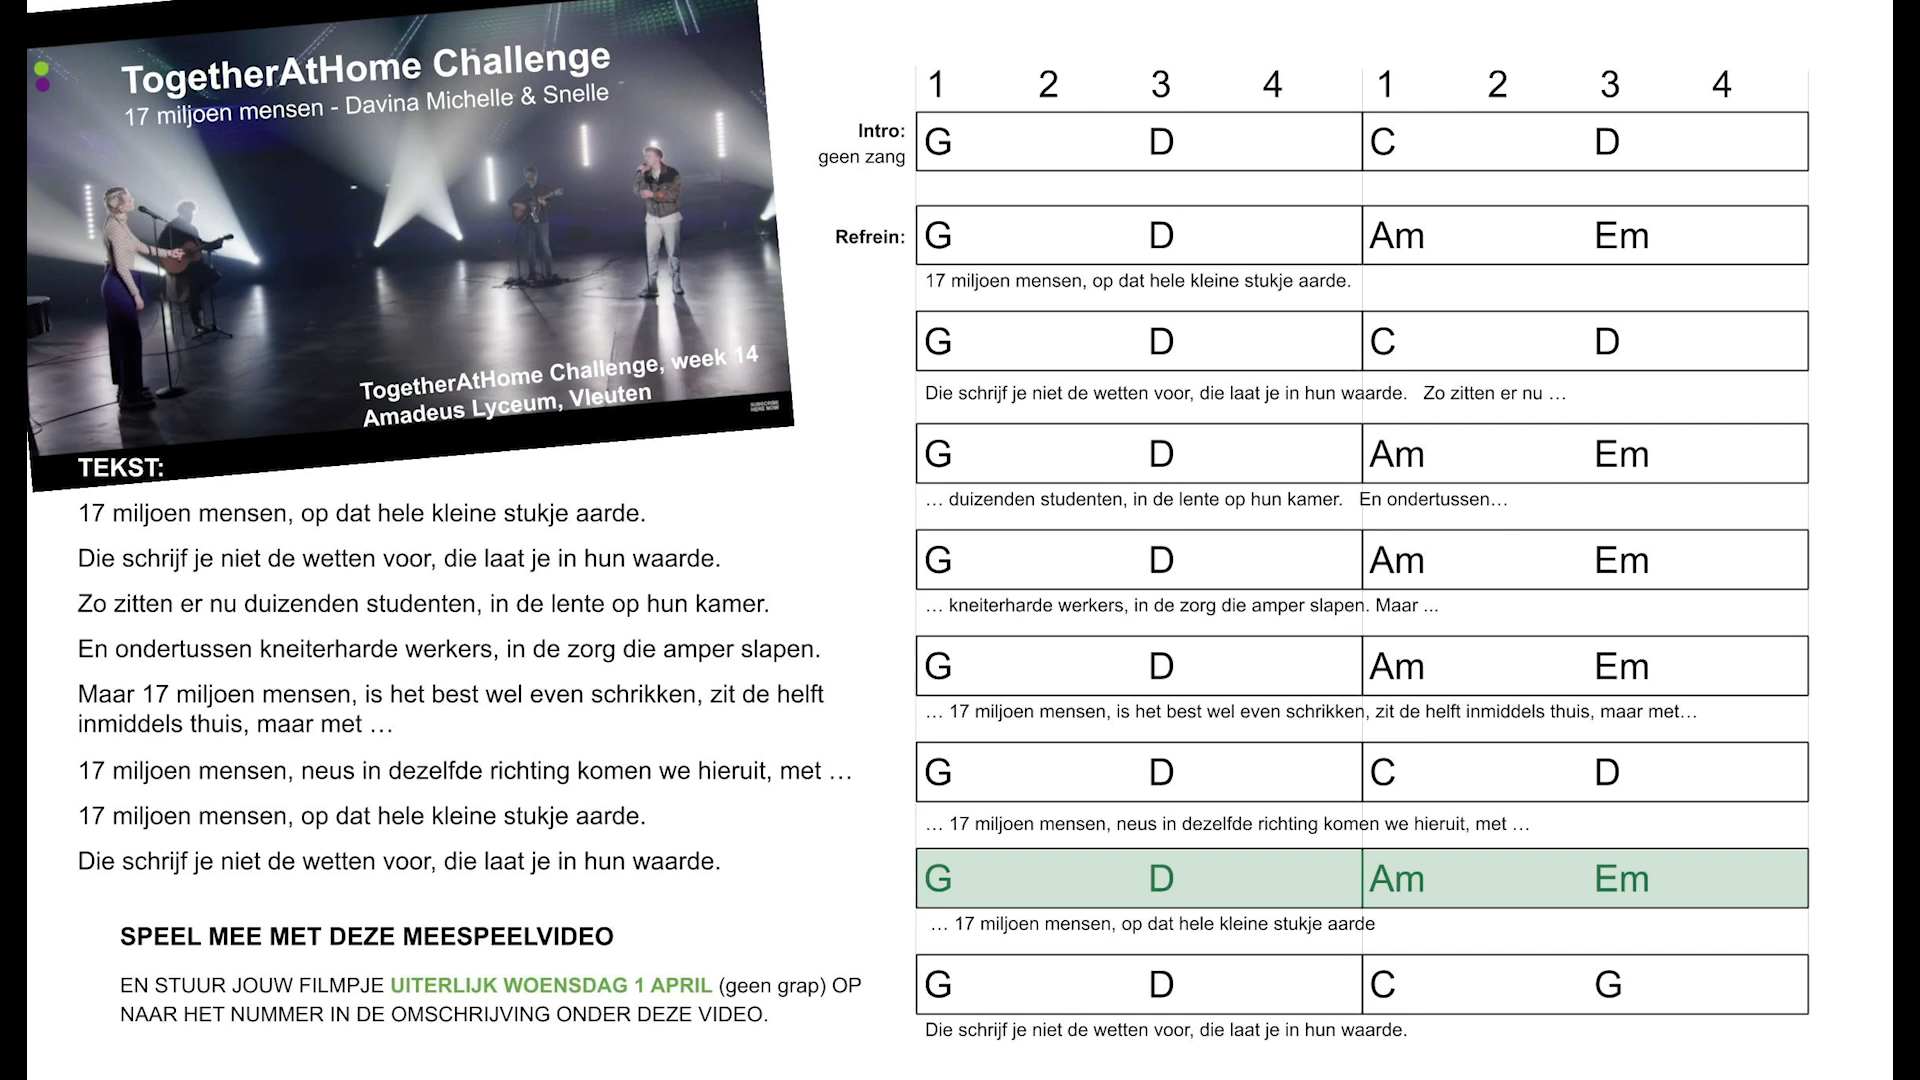 TogetherAtHome Challenge
17 miljoen mensen - Davina Michelle & Snelle
TogetherAtHome Challenge, week 14
Amadeus Lyceum, Vleuten
SUBSCRIBE
HERE NOW
TEKST:
17 miljoen mensen, op dat hele kleine stukje aarde.
Die schrijf je niet de wetten voor, die laat je in hun waarde.
Zo zitten er nu duizenden studenten, in de lente op hun kamer.
En ondertussen kneiterharde werkers, in de zorg die amper slapen.
Maar 17 miljoen mensen, is het best wel even schrikken, zit de helft
inmiddels thuis, maar met …
17 miljoen mensen, neus in dezelfde richting komen we hieruit, met …
17 miljoen mensen, op dat hele kleine stukje aarde.
Die schrijf je niet de wetten voor, die laat je in hun waarde.
SPEEL MEE MET DEZE MEESPEELVIDEO
EN STUUR JOUW FILMPJE UITERLIJK WOENSDAG 1 APRIL (geen grap) OP
NAAR HET NUMMER IN DE OMSCHRIJVING ONDER DEZE VIDEO.
1 2 3 4 1 2 3 4
Intro:
geen zang
G D C D
Refrein:
G D Am Em
17 miljoen mensen, op dat hele kleine stukje aarde.
G D C D
Die schrijf je niet de wetten voor, die laat je in hun waarde. Zo zitten er nu …
G D Am Em
… duizenden studenten, in de lente op hun kamer. En ondertussen…
G D Am Em
… kneiterharde werkers, in de zorg die amper slapen. Maar ...
G D Am Em
… 17 miljoen mensen, is het best wel even schrikken, zit de helft inmiddels thuis, maar met…
G D C D
… 17 miljoen mensen, neus in dezelfde richting komen we hieruit, met …
G D Am Em
… 17 miljoen mensen, op dat hele kleine stukje aarde
G D C G
Die schrijf je niet de wetten voor, die laat je in hun waarde.